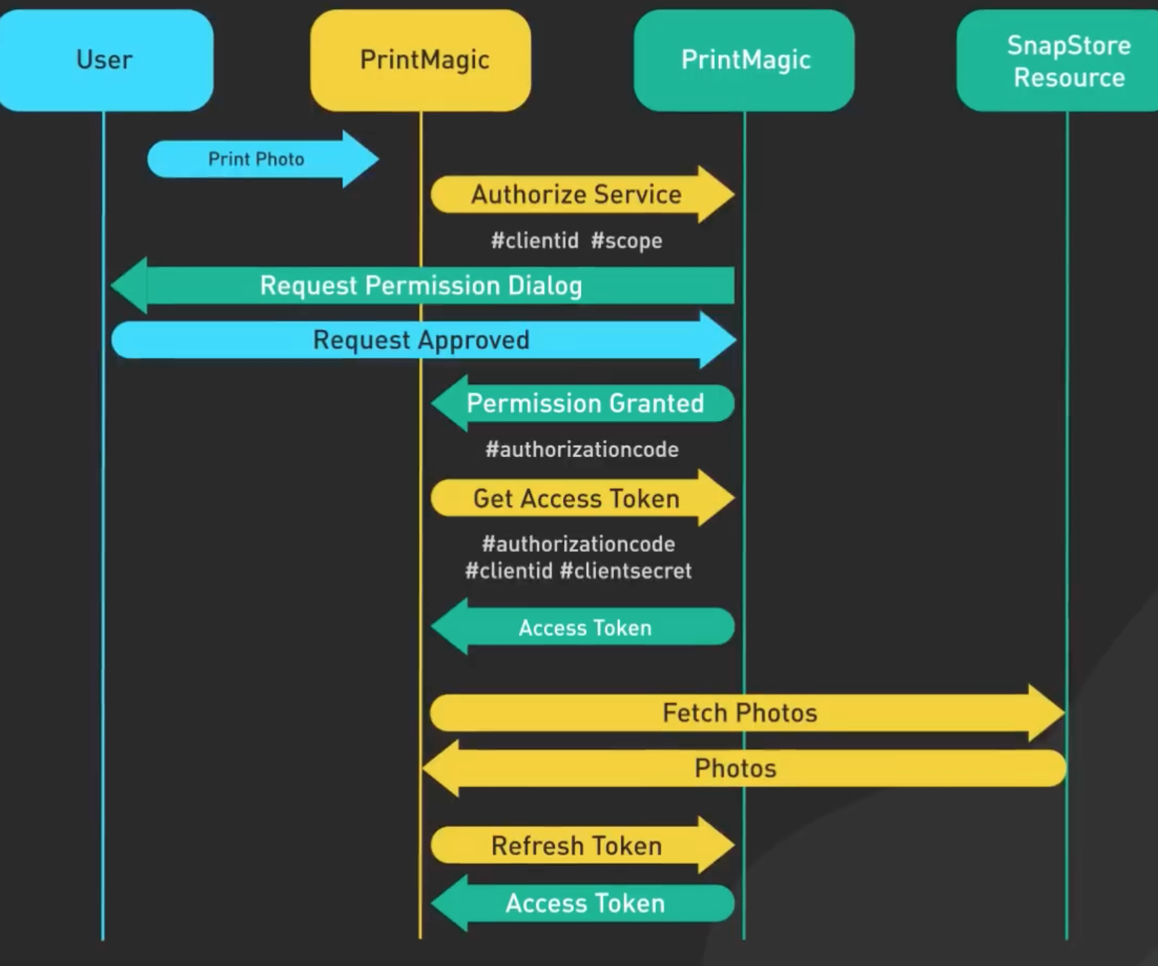 User
PrintMagic
PrintMagic
SnapStore
Resource
Print Photo
Authorize Service
#clientid #scope
Request Permission Dialog
Request Approved
Permission Granted
#authorizationcode
Get Access Token
#authorizationcode
#clientid #clientsecret
Access Token
Fetch Photos
Photos
Refresh Token
Access Token